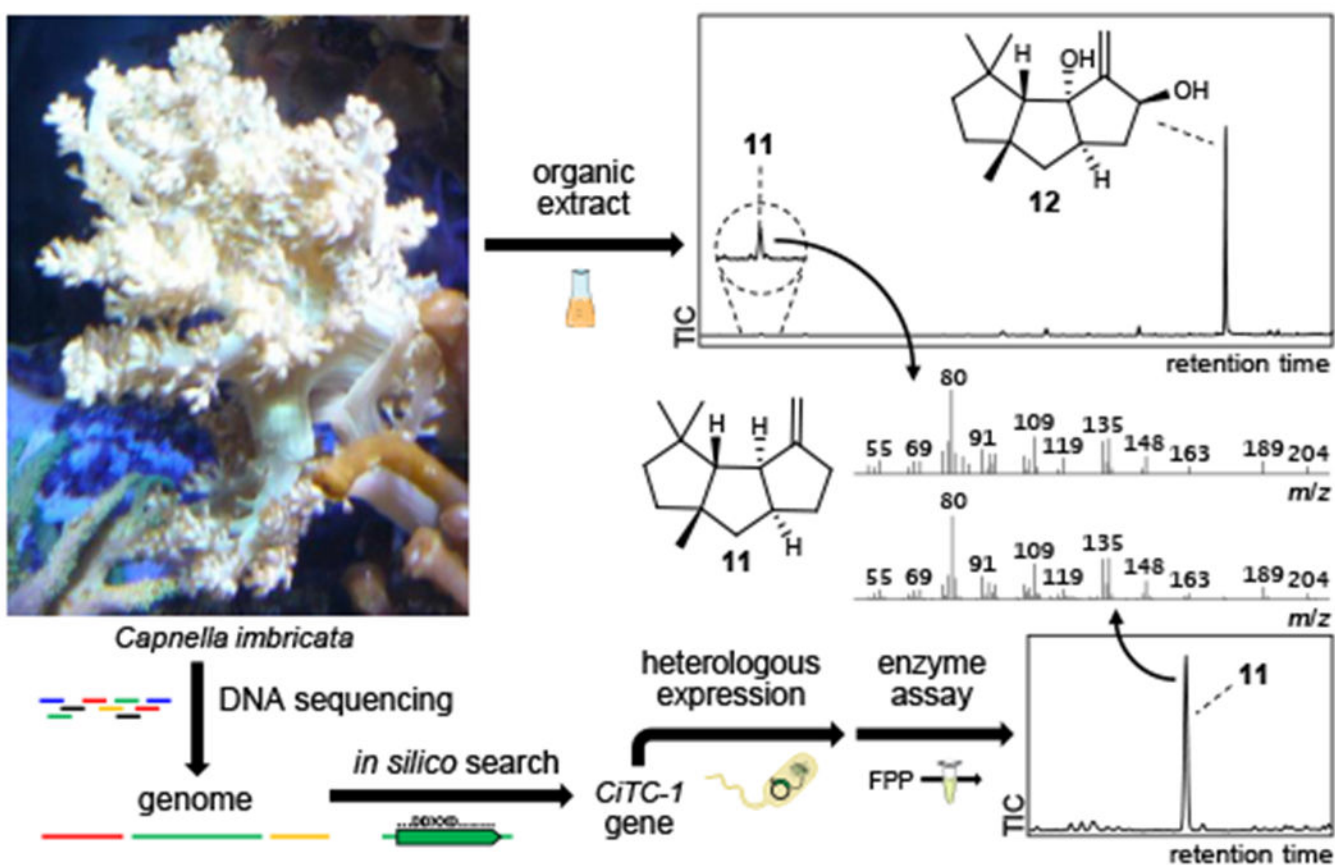 H
OH
OH
11
H
12
organic
extract
TIC
retention time
80
55 69 91 109 119 135 148 163 189 204
m/z
H H
H
11
80
55 69 91 109 119 135 148 163 189 204
m/z
Capnella imbricata
DNA sequencing
genome
in silico search
CiTC-1
gene
heterologous
expression
enzyme
assay
FPP
11
TIC
retention time